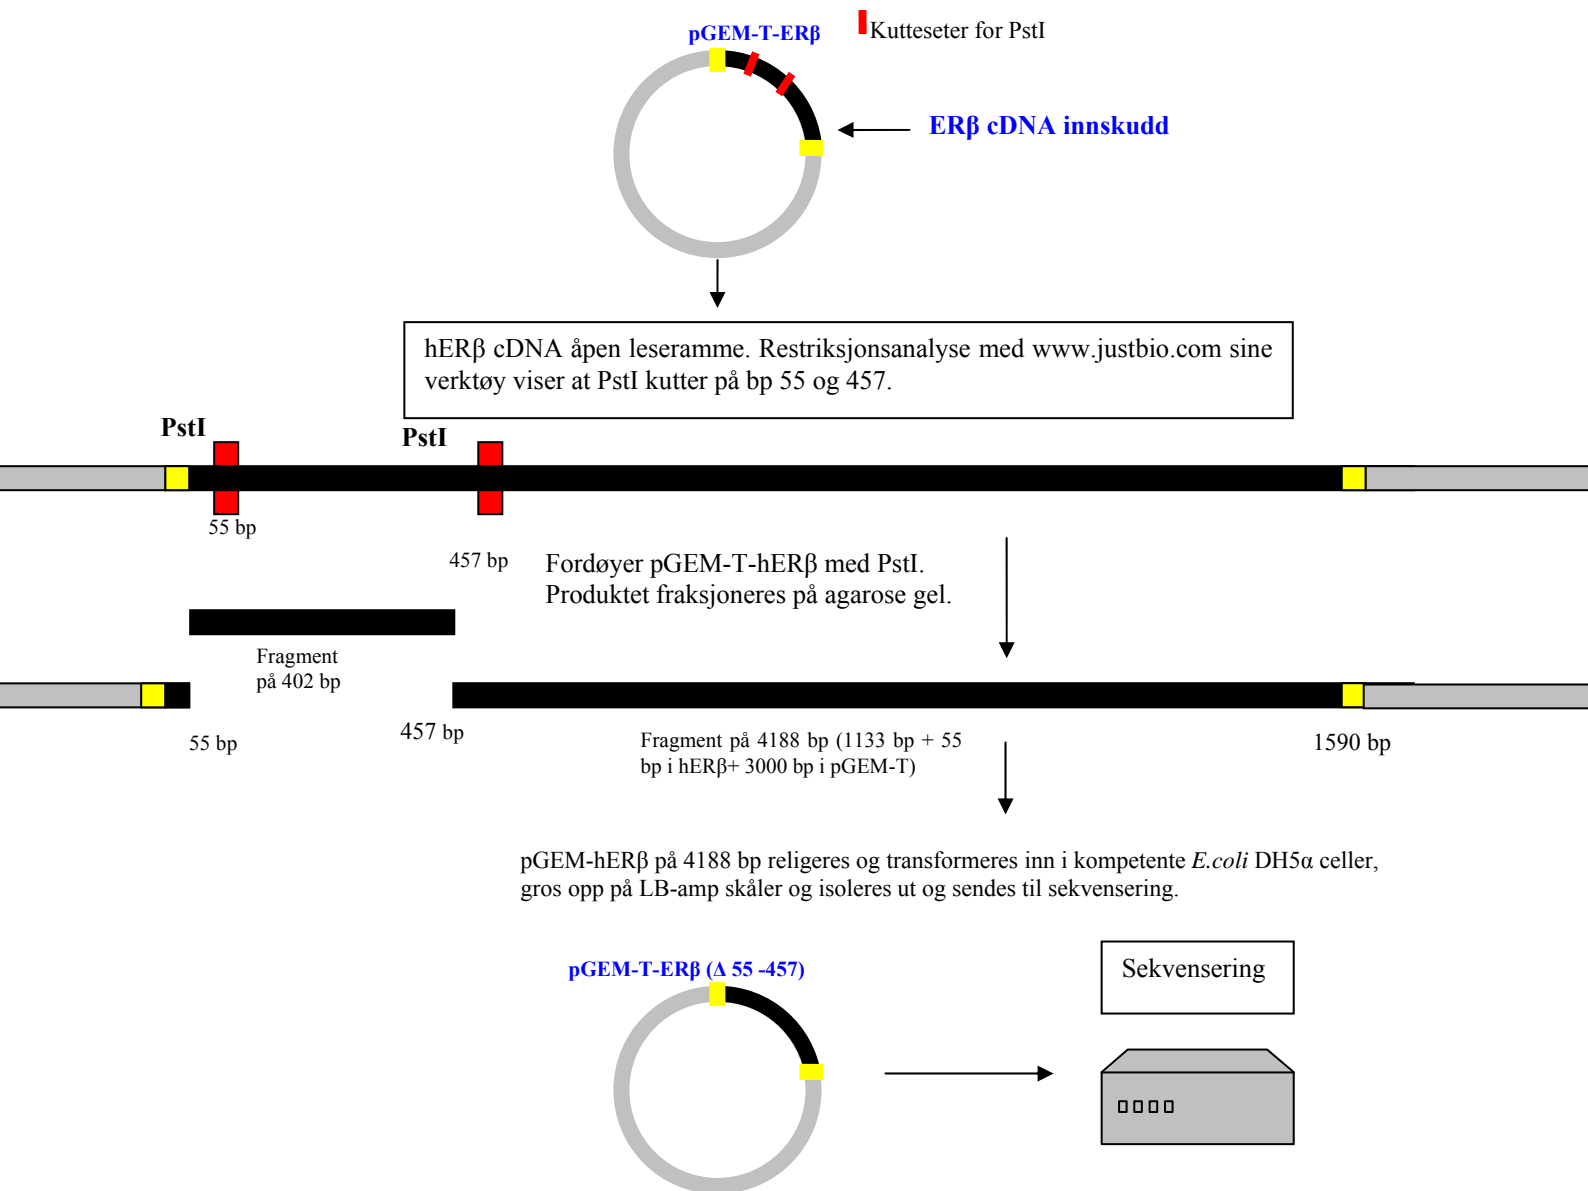 pGEM-T-ERβ
Kutteseter for PstI
ERβ cDNA innskudd
hERβ cDNA åpen leseramme. Restriksjonsanalyse med www.justbio.com sine
verktøy viser at PstI kutter på bp 55 og 457.
PstI
PstI
55 bp
457 bp
Fordøyer pGEM-T-hERβ med PstI.
Produktet fraksjoneres på agarose gel.
Fragment
på 402 bp
55 bp
457 bp
Fragment på 4188 bp (1133 bp + 55
bp i hERβ+ 3000 bp i pGEM-T)
1590 bp
pGEM-hERβ på 4188 bp religeres og transformeres inn i kompetente E.coli DH5α celler,
gros opp på LB-amp skåler og isoleres ut og sendes til sekvensering.
pGEM-T-ERβ (Δ 55 -457)
Sekvensering